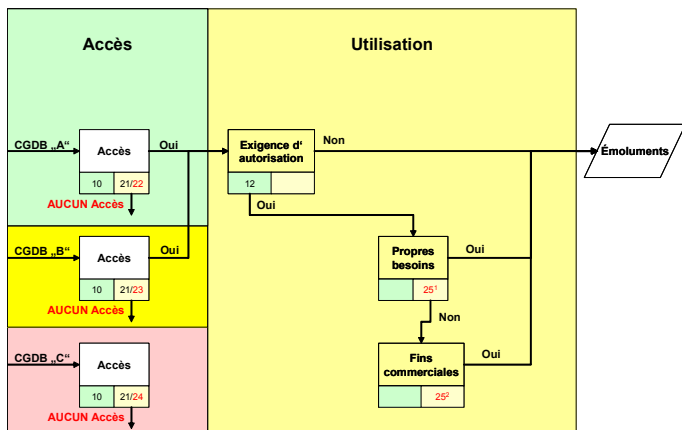 Accès
Utilisation
CGDB „A“
Accès
Oui
10
21/22
AUCUN Accès
Exigence d‘
autorisation
Non
12
Oui
Émoluments
CGDB „B“
Accès
Oui
10
21/23
AUCUN Accès
Propres
besoins
Oui
25¹
Non
CGDB „C“
Accès
10
21/24
AUCUN Accès
Fins
commerciales
Oui
25²